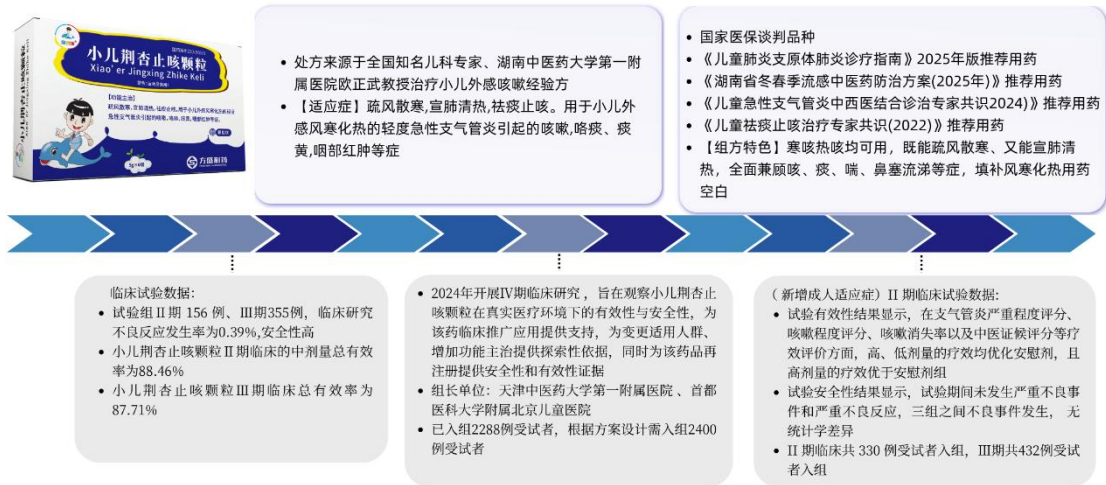 小儿荆杏止咳颗粒
Xiao'er Jingxing Zhike Keli
【功能主治】
方盛制药
• 处方来源于全国知名儿科专家、湖南中医药大学第一附
属医院欧正武教授治疗小儿外感咳嗽经验方
• 【适应症】疏风散寒,宣肺清热,祛痰止咳。用于小儿外
感风寒化热的轻度急性支气管炎引起的咳嗽,咯痰、痰
黄,咽部红肿等症
• 国家医保谈判品种
• 《儿童肺炎支原体肺炎诊疗指南》2025年版推荐用药
• 《湖南省冬春季流感中医药防治方案(2025年)》推荐用药
• 《儿童急性支气管炎中西医结合诊治专家共识2024)》推荐用药
• 《儿童祛痰止咳治疗专家共识(2022)》推荐用药
• 【组方特色】寒咳热咳均可用，既能疏风散寒、又能宣肺清
热，全面兼顾咳、痰、喘、鼻塞流涕等症，填补风寒化热用药
空白
临床试验数据：
• 试验组Ⅱ期 156 例、Ⅲ期355例，临床研究
不良反应发生率为0.39%,安全性高
• 小儿荆杏止咳颗粒Ⅱ期临床的中剂量总有效
率为88.46%
• 小儿荆杏止咳颗粒Ⅲ期临床总有效率为
87.71%
• 2024年开展Ⅳ期临床研究 ，旨在观察小儿荆杏止
咳颗粒在真实医疗环境下的有效性与安全性，为
该药临床推广应用提供支持，为变更适用人群、
增加功能主治提供探索性依据，同时为该药品再
注册提供安全性和有效性证据
• 组长单位：天津中医药大学第一附属医院 、首都
医科大学附属北京儿童医院
• 已入组2288例受试者，根据方案设计需入组2400
例受试者
（ 新增成人适应症）II 期临床试验数据：
• 试验有效性结果显示，在支气管炎严重程度评分、
咳嗽程度评分、咳嗽消失率以及中医证候评分等疗
效评价方面，高、低剂量的疗效均优化安慰剂，且
高剂量的疗效优于安慰剂组
• 试验安全性结果显示，试验期间未发生严重不良事
件和严重不良反应，三组之间不良事件发生， 无
统计学差异
• II 期临床共 330 例受试者入组，Ⅲ期共432例受试
者入组